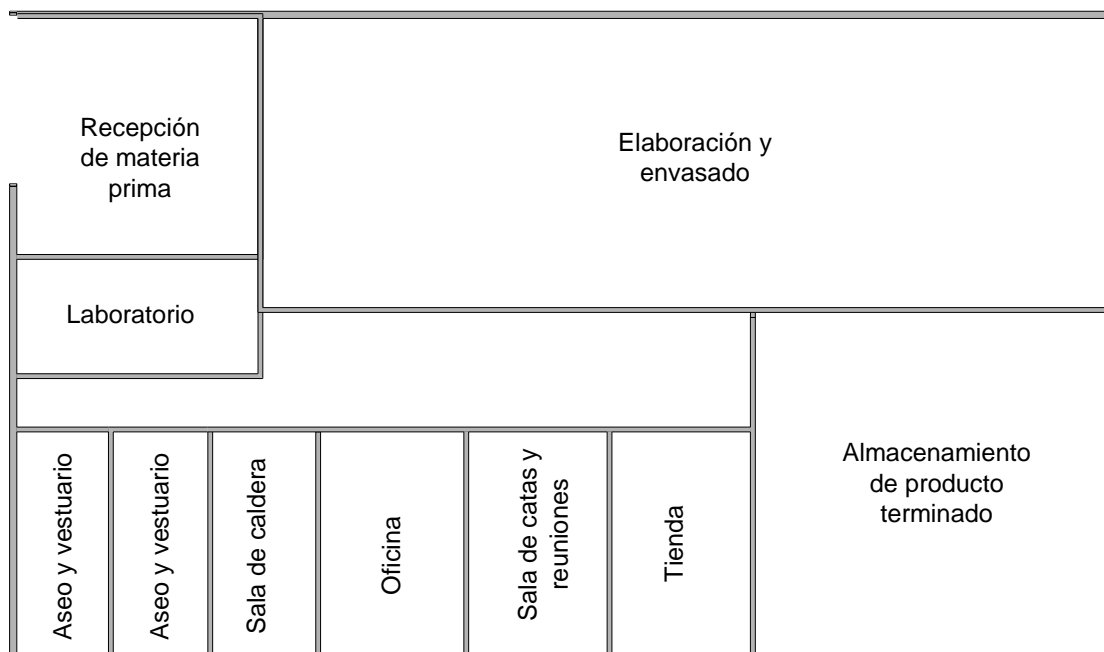 Recepción
de materia
prima
Elaboración y
envasado
Laboratorio
Aseo y vestuario
Aseo y vestuario
Sala de caldera
Oficina
Sala de catas y
reuniones
Tienda
Almacenamiento
de producto
terminado